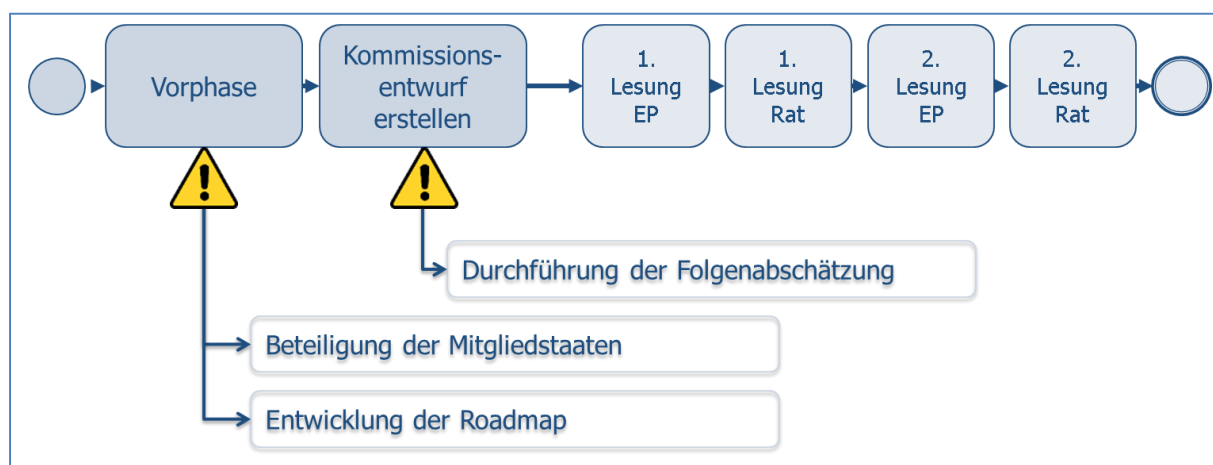 Vorphase
Kommissions-
entwurf
erstellen
1.
Lesung
EP
1.
Lesung
Rat
2.
Lesung
EP
2.
Lesung
Rat
Durchführung der Folgenabschätzung
Beteiligung der Mitgliedstaaten
Entwicklung der Roadmap